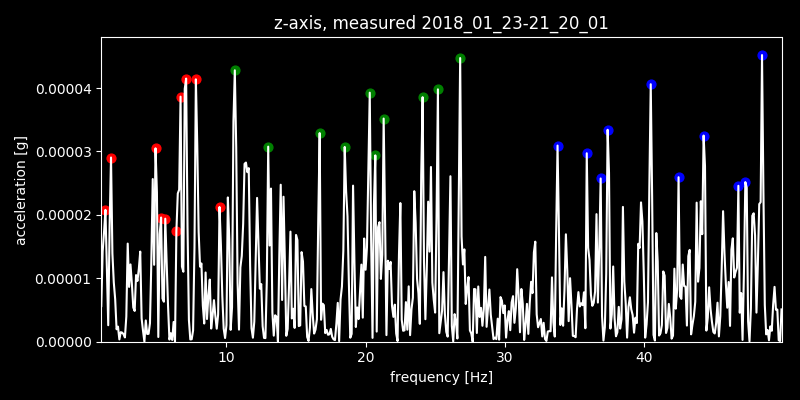 z-axis, measured 2018_01_23-21_20_01
acceleration [g]
0.00004
0.00003
0.00002
0.00001
0.00000
10 20 30 40
frequency [Hz]